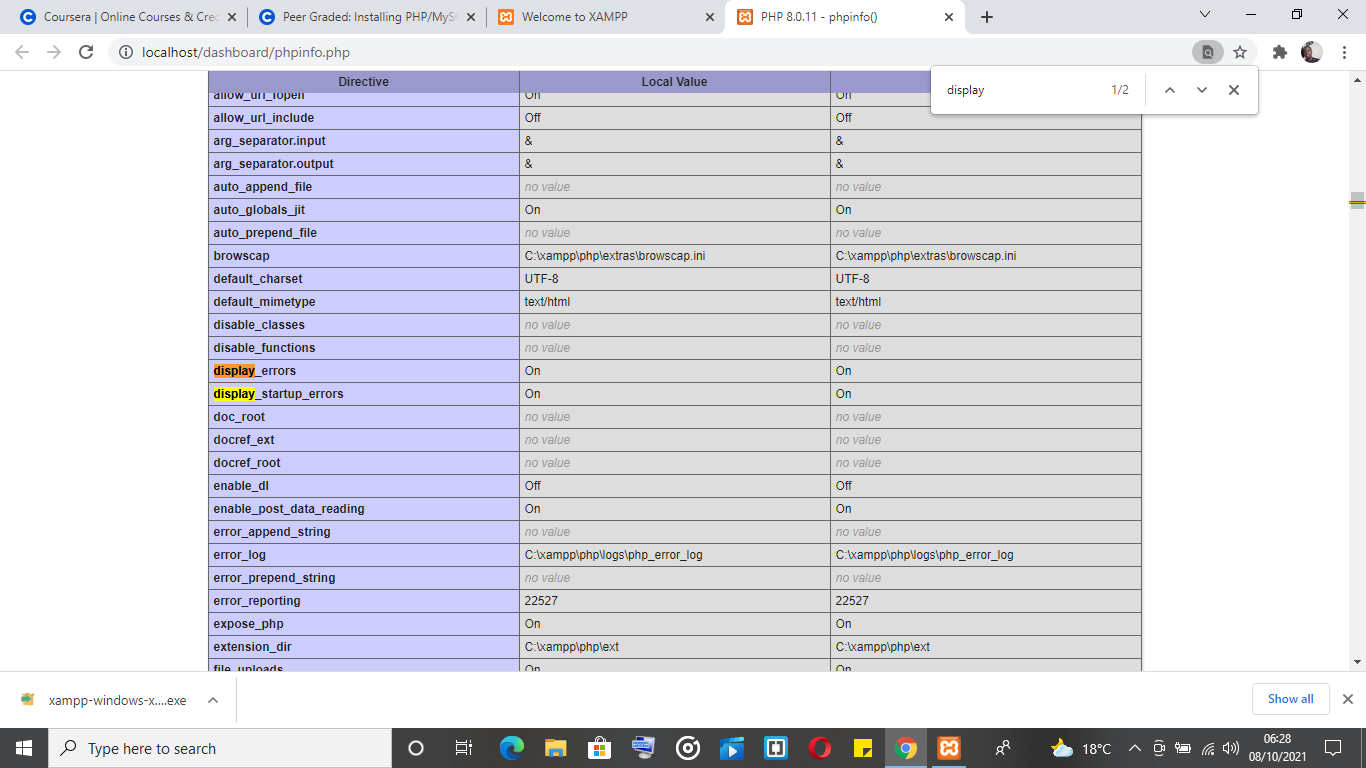 Coursera | Online Courses & Cre
Peer Graded: Installing PHP/MyS
Welcome to XAMPP
PHP 8.0.11 - phpinfo()
localhost/dashboard/phpinfo.php
display 1/2
Directive Local Value
allow_url_fopen On On
allow_url_include Off Off
arg_separator.input & &
arg_separator.output & &
auto_append_file no value no value
auto_globals_jit On On
auto_prepend_file no value no value
browscap C:\xampp\php\extras\browscap.ini C:\xampp\php\extras\browscap.ini
default_charset UTF-8 UTF-8
default_mimetype text/html text/html
disable_classes no value no value
disable_functions no value no value
display_errors On On
display_startup_errors On On
doc_root no value no value
docref_ext no value no value
docref_root no value no value
enable_dl Off Off
enable_post_data_reading On On
error_append_string no value no value
error_log C:\xampp\php\logs\php_error_log C:\xampp\php\logs\php_error_log
error_prepend_string no value no value
error_reporting 22527 22527
expose_php On On
extension_dir C:\xampp\php\ext C:\xampp\php\ext
file_uploads On On
xampp-windows-x....exe
Show all
Type here to search
18°C
06:28
08/10/2021